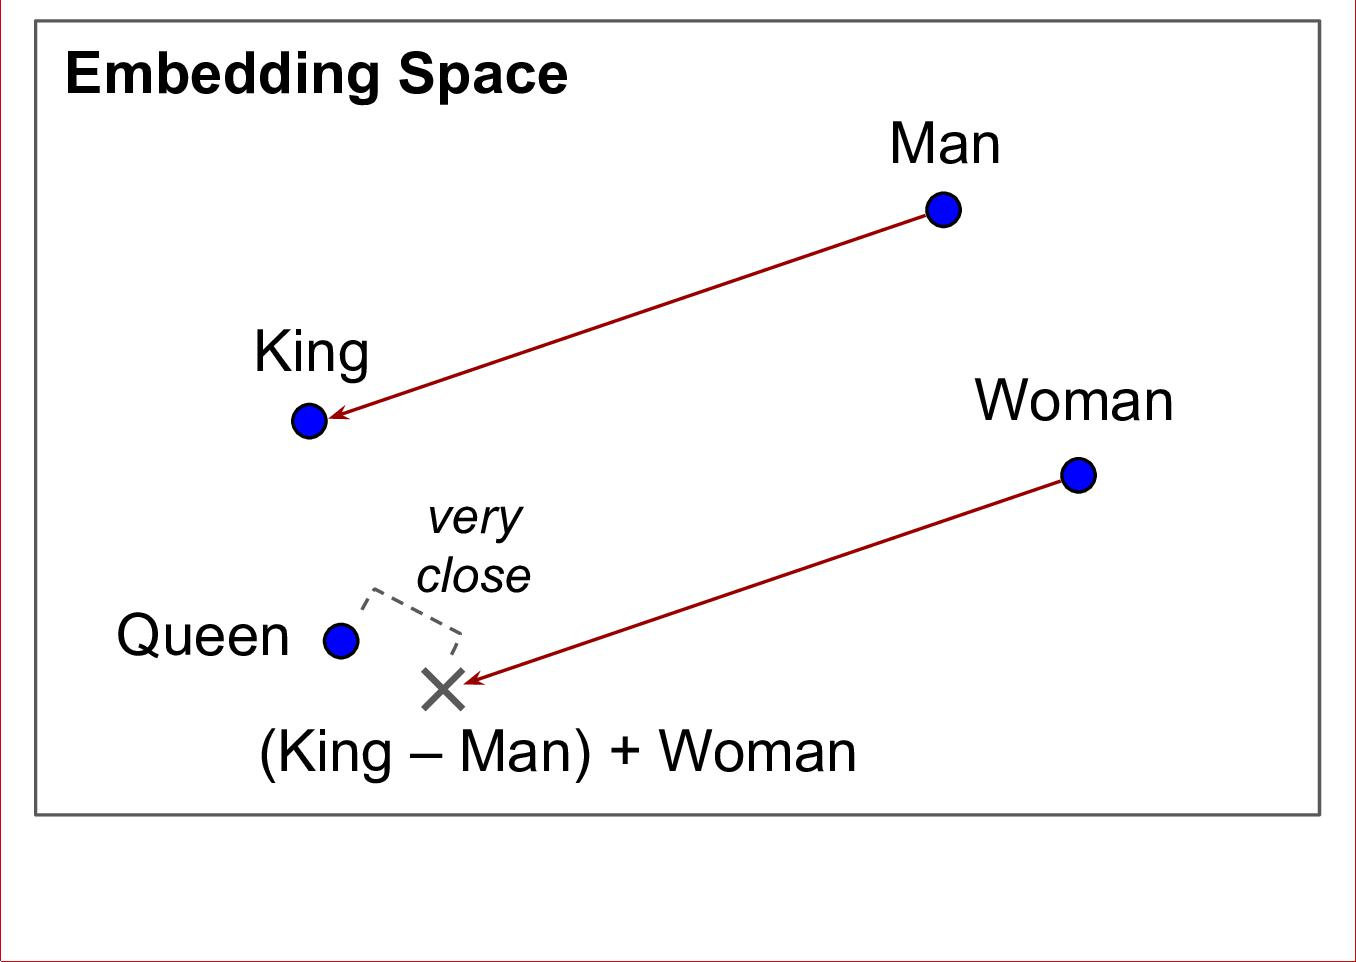 Embedding Space
Man
King
Woman
very
close
Queen
(King – Man) + Woman